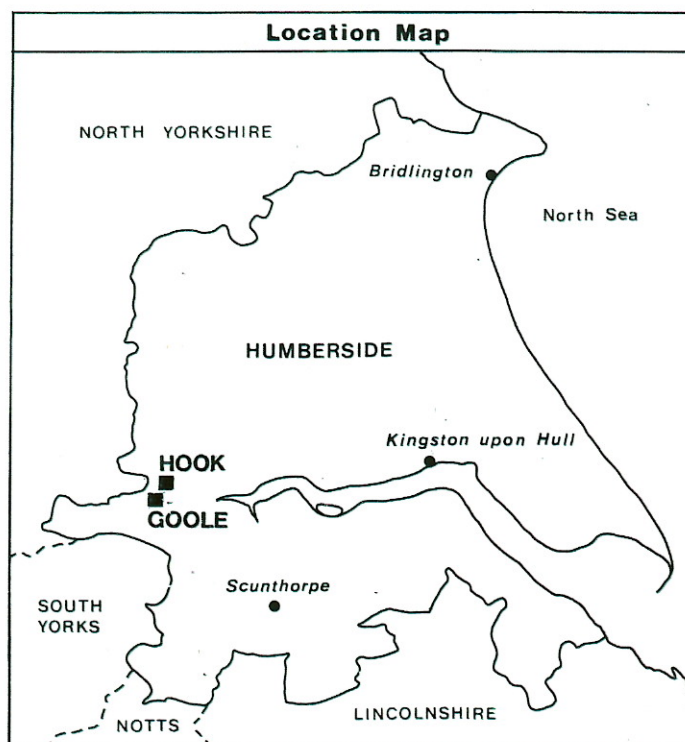 Location Map
NORTH YORKSHIRE
Bridlington
North Sea
HUMBERSIDE
Kingston upon Hull
HOOK
GOOLE
Scunthorpe
SOUTH
YORKS
LINCOLNSHIRE
NOTTS